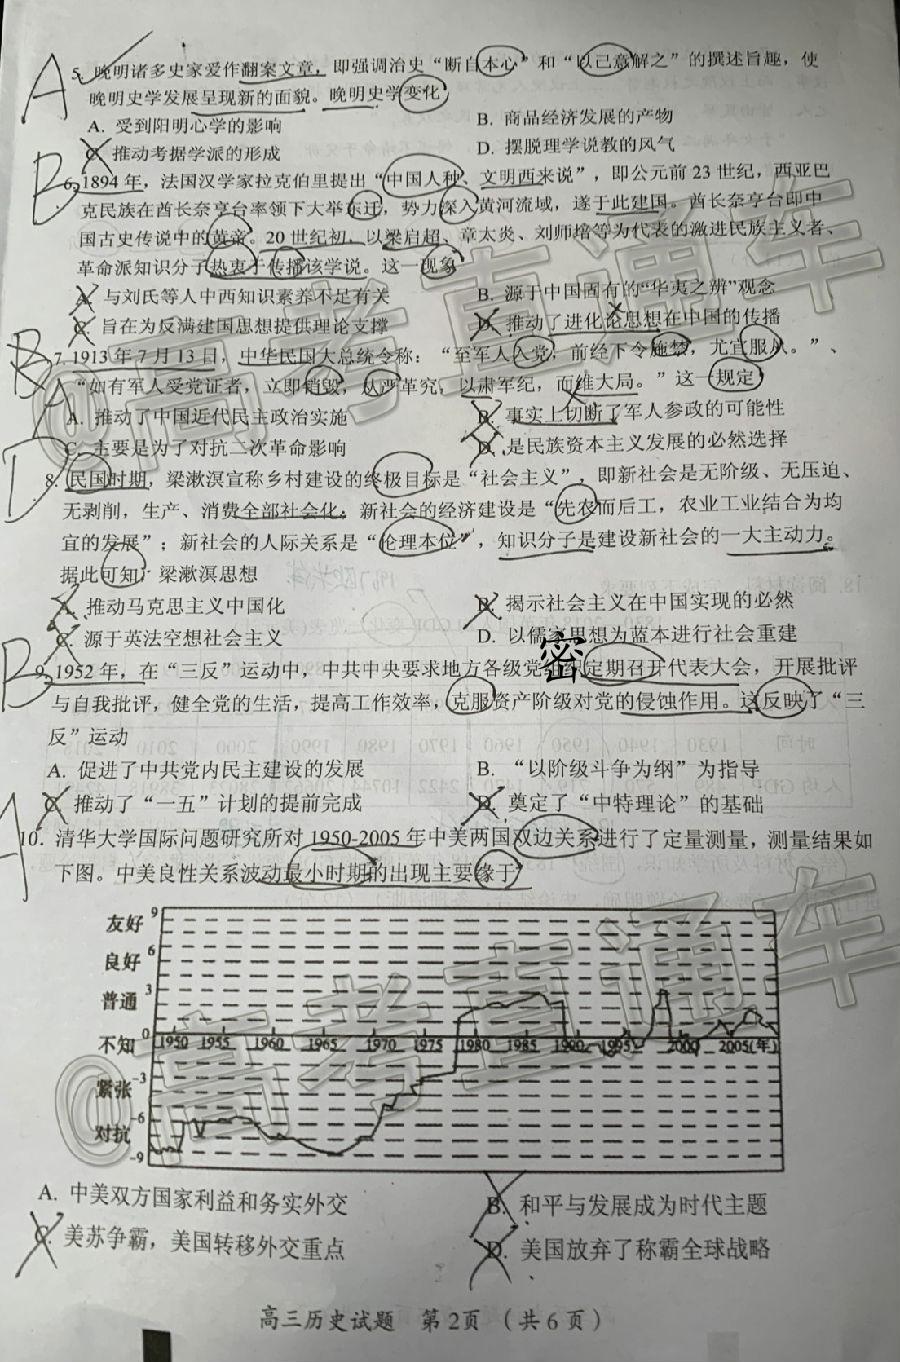 A
5. 晚明诸多史家爱作翻案文章，即强调治史“断自本心”和“以己意解之”的撰述旨趣，使
晚明史学发展呈现新的面貌。晚明史学变化
A. 受到阳明心学的影响
B. 商品经济发展的产物
C. 推动考据学派的形成
D. 摆脱理学说教的风气
B
6. 1894年，法国汉学家拉克伯里提出“中国人种、文明西来说”，即公元前23世纪，西亚巴
克民族在酋长奈亨台率领下大举东迁，势力深入黄河流域，遂于此建国。酋长奈亨台即中
国古史传说中的黄帝。20世纪初，以梁启超、章太炎、刘师培等为代表的激进民族主义者、
革命派知识分子热衷于传播该学说。这一现象
A. 与刘氏等人中西知识素养不足有关
B. 源于中国固有的“华夷之辨”观念
C. 旨在为反满建国思想提供理论支撑
D. 推动了进化论思想在中国的传播
B
A
7. 1913年7月13日，中华民国大总统令称：“至军人入党，前经下令施禁，尤宜服从。”、
“如有军人受党证者，立即销毁，从严革究，以肃军纪，而维大局。”这一规定
A. 推动了中国近代民主政治实施
B. 事实上切断了军人参政的可能性
C. 主要是为了对抗二次革命影响
D. 是民族资本主义发展的必然选择
D
8. 民国时期，梁漱溟宣称乡村建设的终极目标是“社会主义”，即新社会是无阶级、无压迫、
无剥削，生产、消费全部社会化。新社会的经济建设是“先农而后工，农业工业结合为均
宜的发展”；新社会的人际关系是“伦理本位”，知识分子是建设新社会的一大主动力。
据此可知，梁漱溟思想
A. 推动马克思主义中国化
B. 揭示社会主义在中国实现的必然
C. 源于英法空想社会主义
D. 以儒家思想为蓝本进行社会重建
密
B
9. 1952年，在“三反”运动中，中共中央要求地方各级党组织定期召开代表大会，开展批评
与自我批评，健全党的生活，提高工作效率，克服资产阶级对党的侵蚀作用。这反映了“三
反”运动
A. 促进了中共党内民主建设的发展
B. “以阶级斗争为纲”为指导
C. 推动了“一五”计划的提前完成
D. 奠定了“中特理论”的基础
A
10. 清华大学国际问题研究所对1950-2005年中美两国双边关系进行了定量测量，测量结果如
下图。中美良性关系波动最小时期的出现主要缘于
友好 9
良好 6
普通 3
不知 0
1950 1955 1960 1965 1970 1975 1980 1985 1990 1995 2000 2005(年)
紧张 -3
-6
对抗
-9
A. 中美双方国家利益和务实外交
B. 和平与发展成为时代主题
C. 美苏争霸，美国转移外交重点
D. 美国放弃了称霸全球战略
高三历史试题 第2页 （共6页）
@高考直通车
@高考直通车